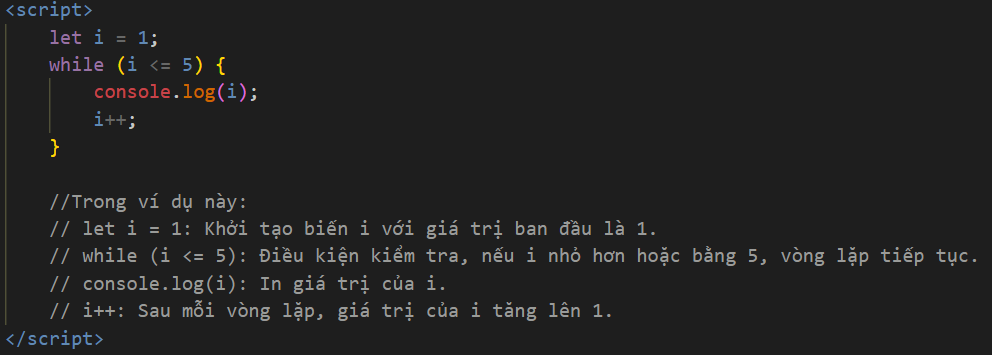 <script>
let i = 1;
while (i <= 5) {
console.log(i);
i++;
}
//Trong ví dụ này:
// let i = 1: Khởi tạo biến i với giá trị ban đầu là 1.
// while (i <= 5): Điều kiện kiểm tra, nếu i nhỏ hơn hoặc bằng 5, vòng lặp tiếp tục.
// console.log(i): In giá trị của i.
// i++: Sau mỗi vòng lặp, giá trị của i tăng lên 1.
</script>